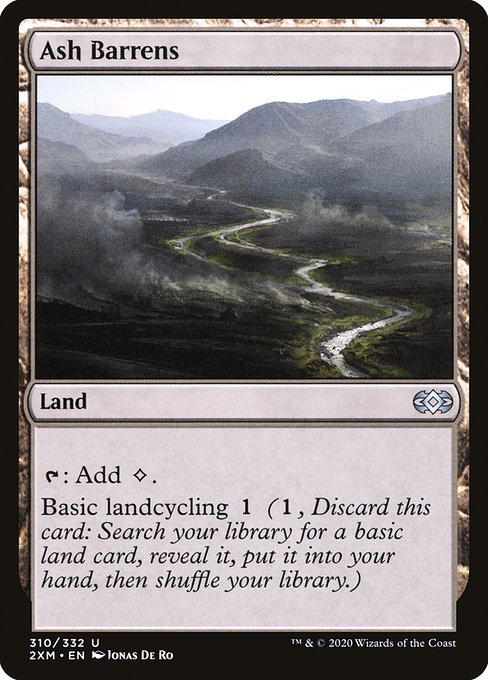 Ash Barrens
Land
: Add .
Basic landcycling 1 (1, Discard this
card: Search your library for a basic
land card, reveal it, put it into your
hand, then shuffle your library.)
310/332 U
™ & © 2020 Wizards of the Coast
2XM • EN Jonas De Ro